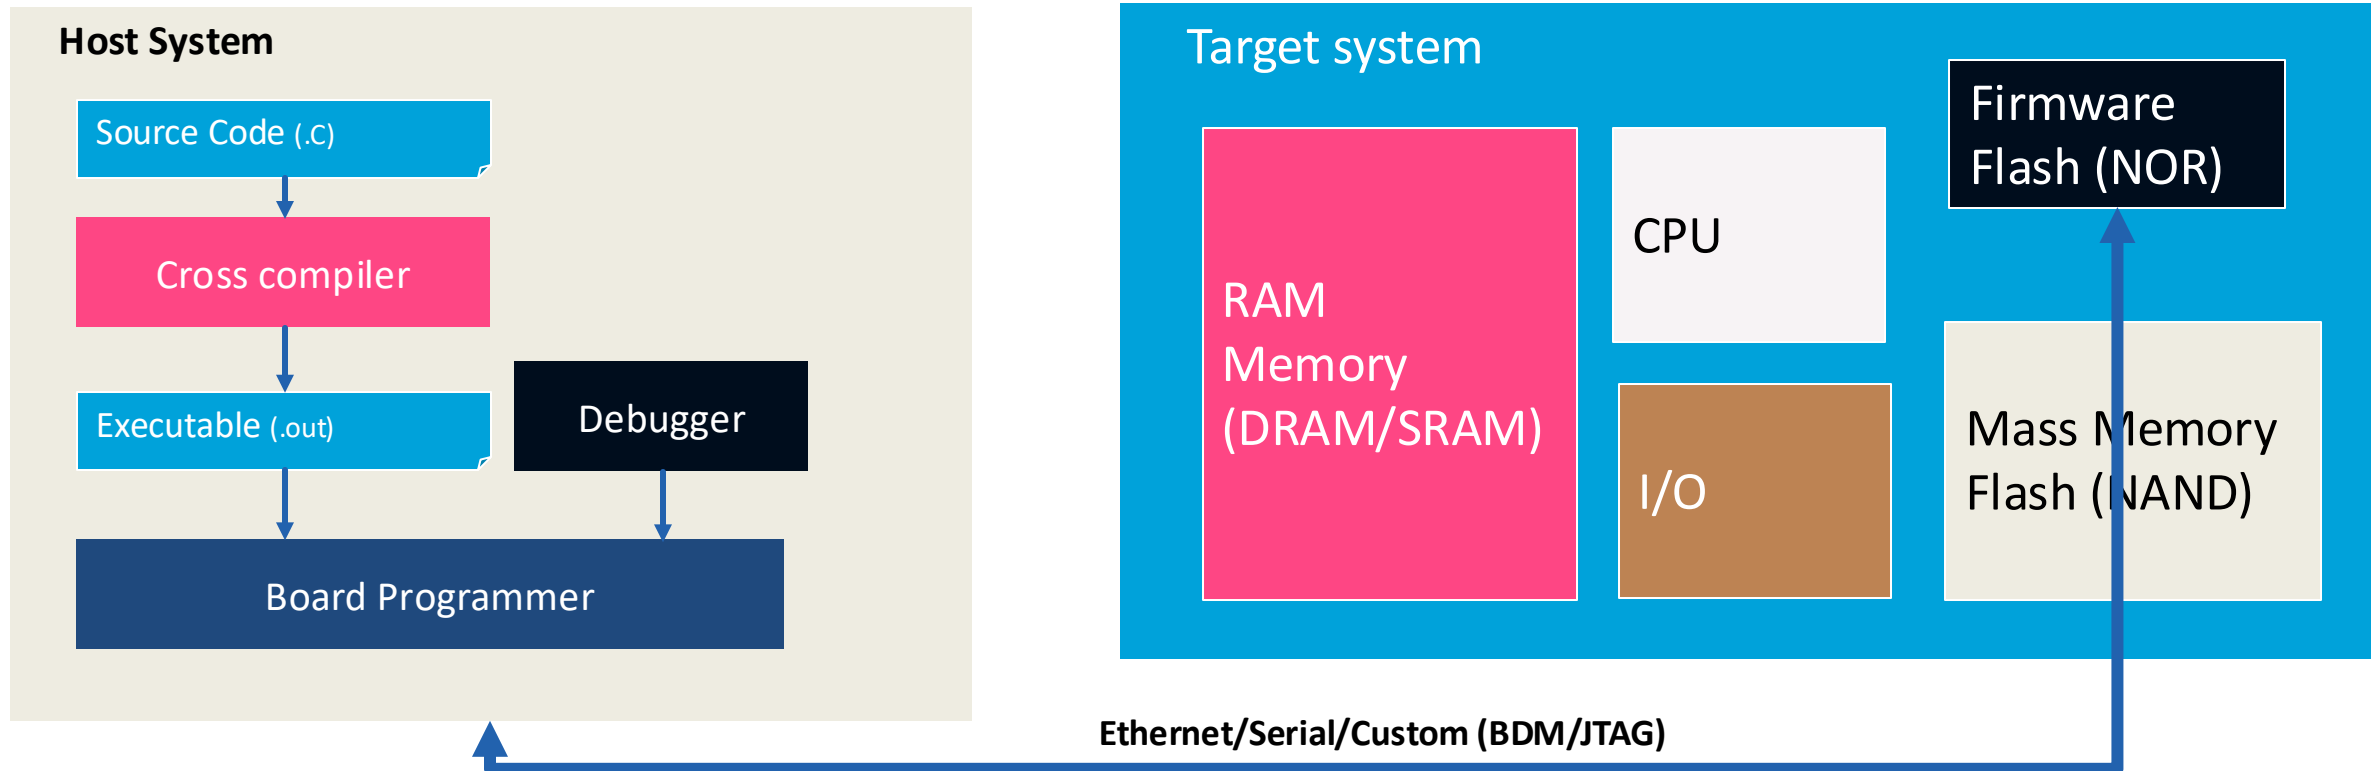 Host System
Source Code (.C)
Cross compiler
Executable (.out)
Debugger
Board Programmer
Target system
RAM
Memory
(DRAM/SRAM)
CPU
I/O
Firmware
Flash (NOR)
Mass Memory
Flash (NAND)
Ethernet/Serial/Custom (BDM/JTAG)